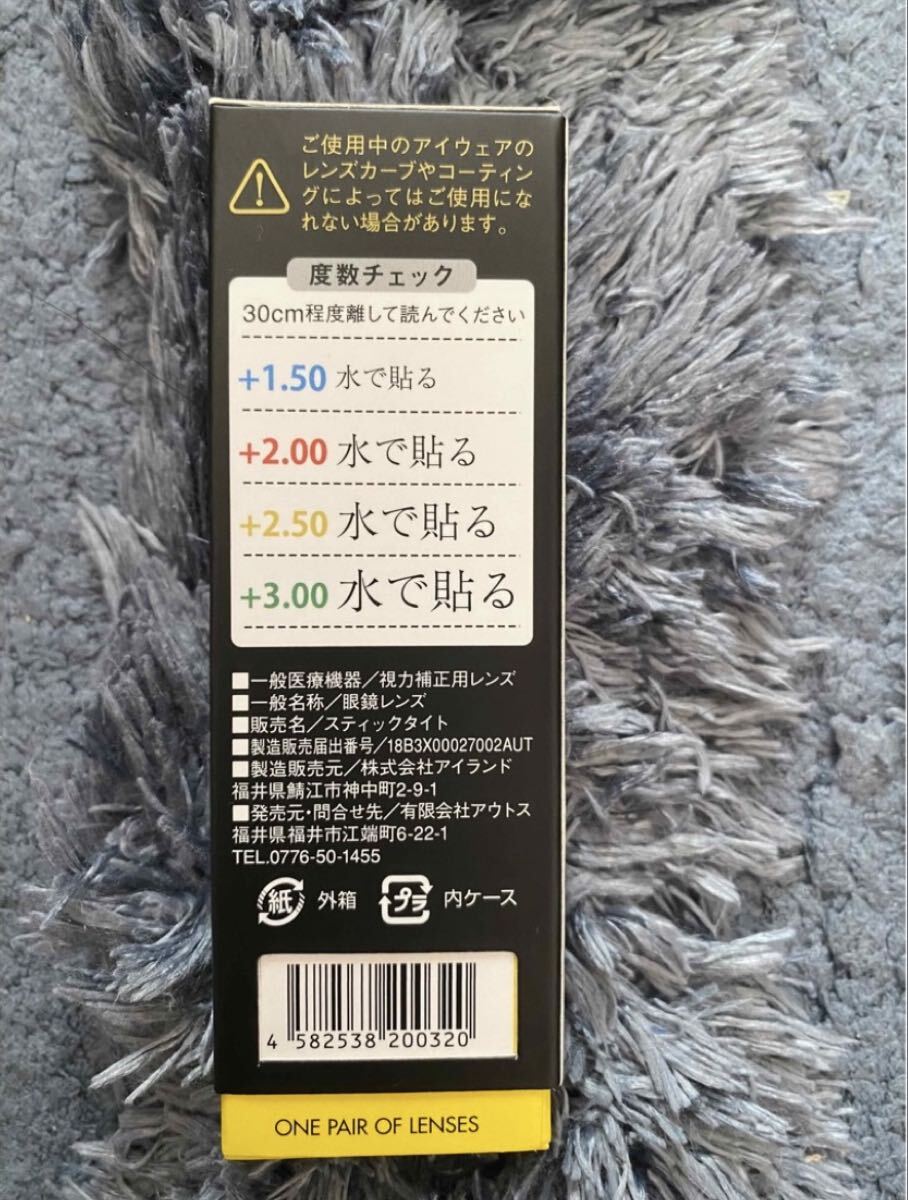 ご使用中のアイウェアの
レンズカーブやコーティン
グによってはご使用にな
れない場合があります。
度数チェック
30cm程度離して読んでください
+1.50 水で貼る
+2.00 水で貼る
+2.50 水で貼る
+3.00 水で貼る
■一般医療機器/視力補正用レンズ
■一般名称/眼鏡レンズ
■販売名/スティックタイト
■製造販売届出番号/18B3X00027002AUT
■製造販売元/株式会社アイランド
福井県鯖江市神中町2-9-1
■発売元・問合せ先/有限会社アウトス
福井県福井市江端町6-22-1
TEL.0776-50-1455
紙 外箱 プラ 内ケース
4 582538 200320
ONE PAIR OF LENSES